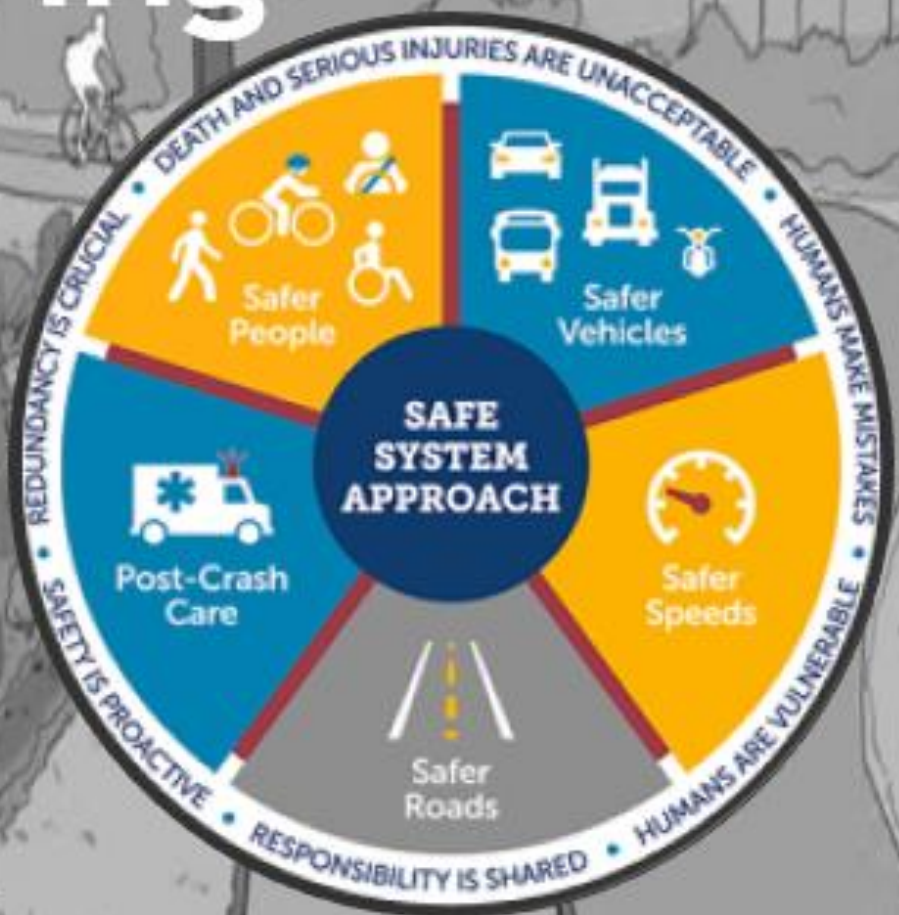 ing
DEATH AND SERIOUS INJURIES ARE UNACCEPTABLE
HUMANS MAKE MISTAKES
HUMANS ARE VULNERABLE
RESPONSIBILITY IS SHARED
SAFETY IS PROACTIVE
REDUNDANCY IS CRUCIAL
Safer
People
Safer
Vehicles
SAFE
SYSTEM
APPROACH
Post-Crash
Care
Safer
Speeds
Safer
Roads